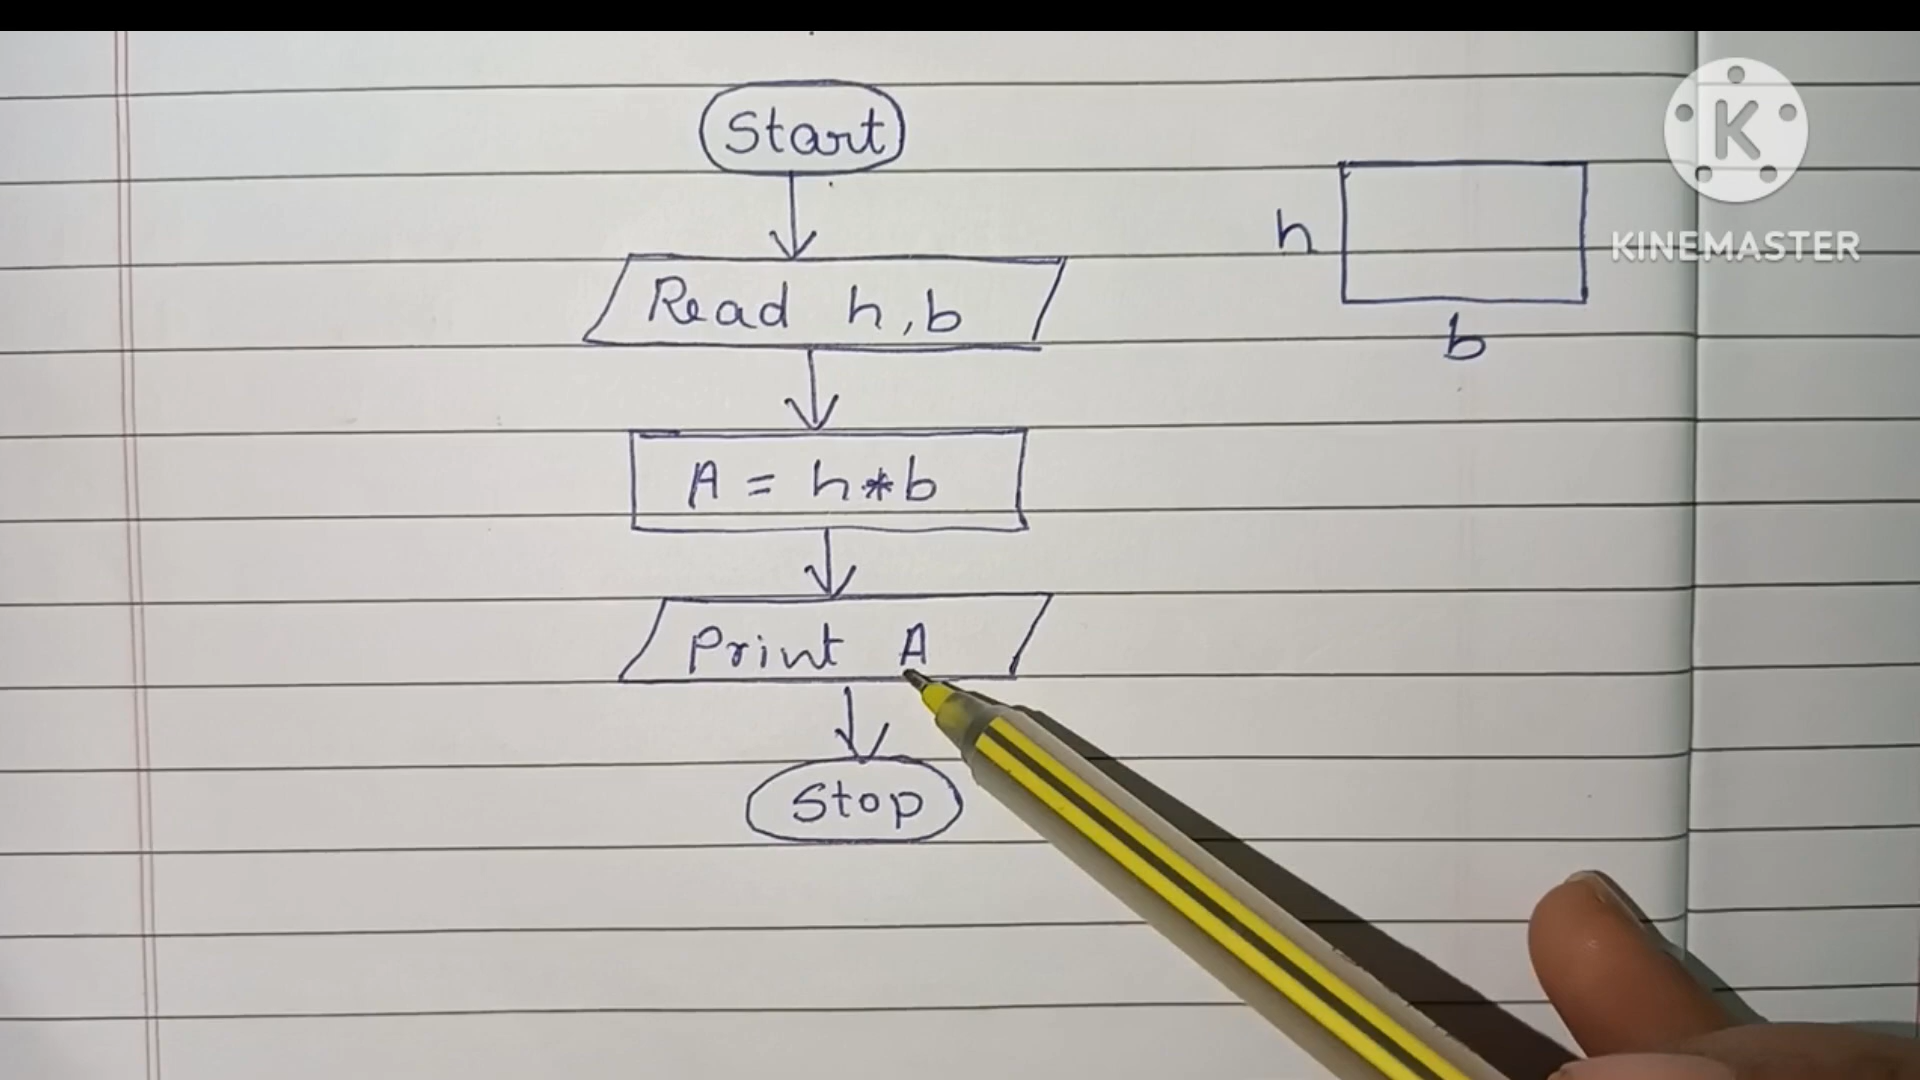 Start
Read h, b
h
b
A = h*b
Print A
Stop
K
KINEMASTER